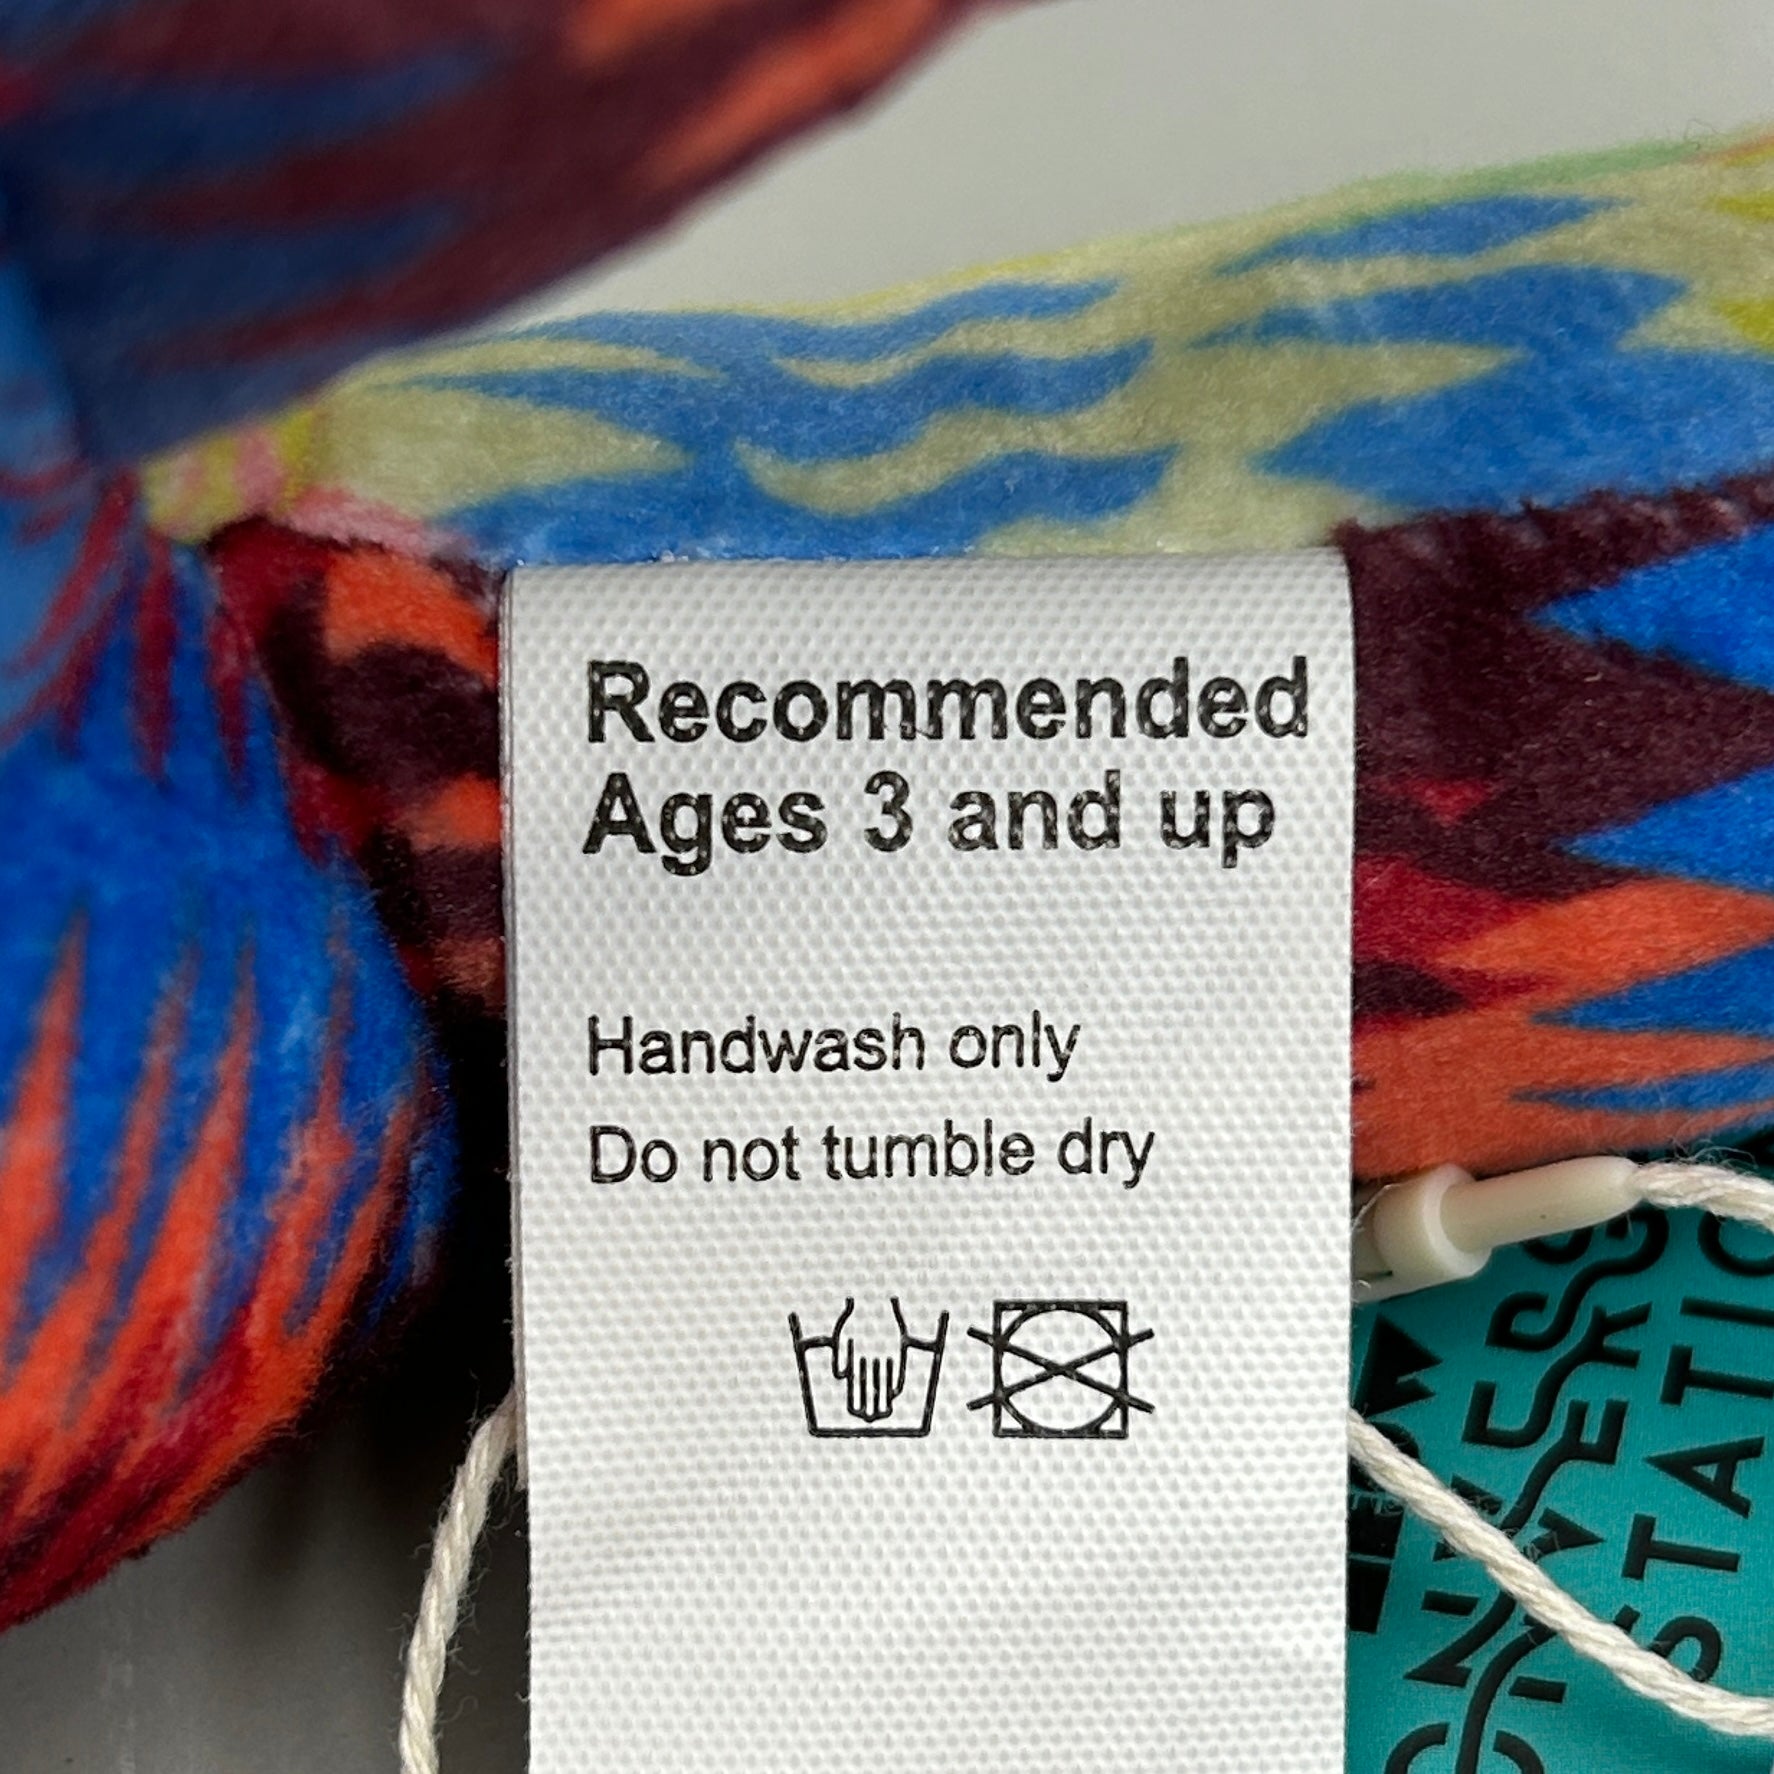 Recommended
Ages 3 and up
Handwash only
Do not tumble dry